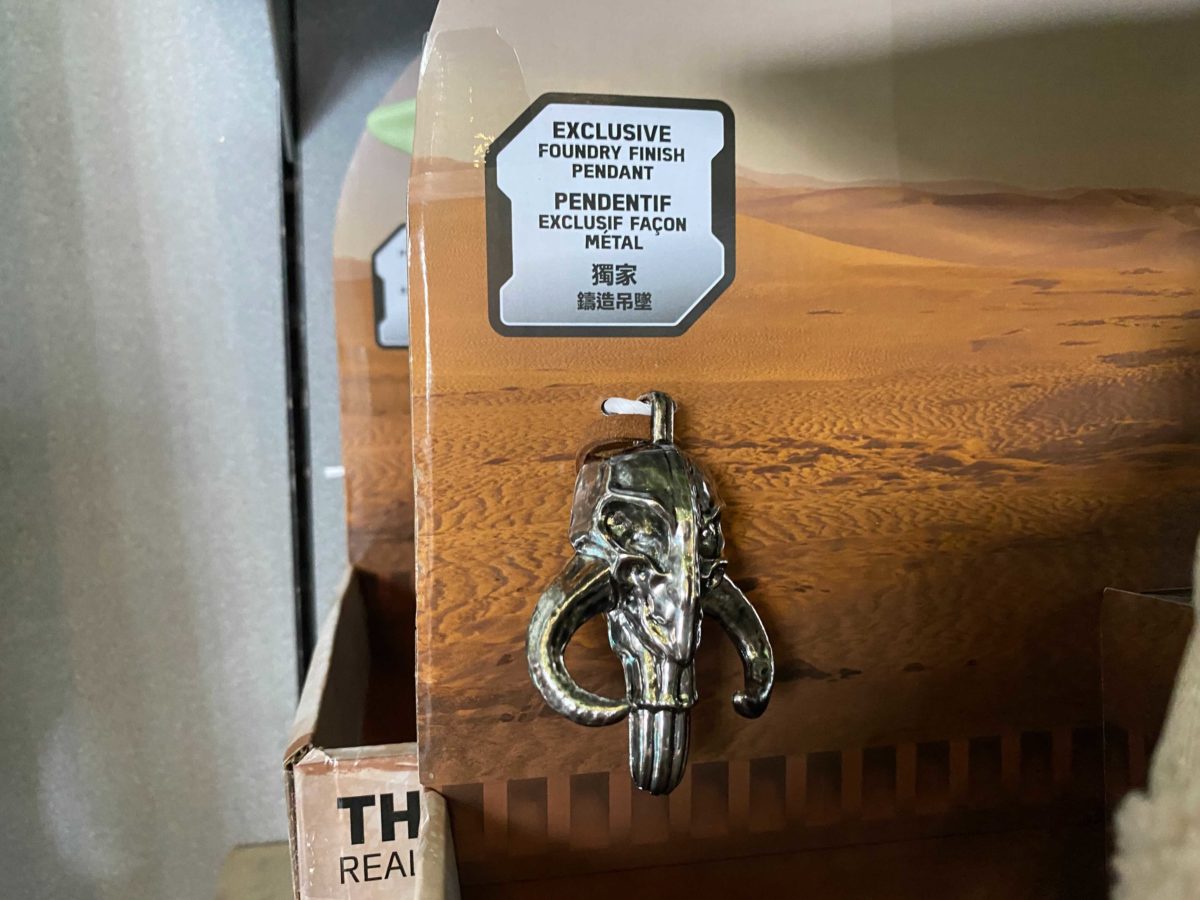 EXCLUSIVE
FOUNDRY FINISH
PENDANT
PENDENTIF
EXCLUSIF FAÇON
MÉTAL
獨家
鑄造吊墜
TH
REAL